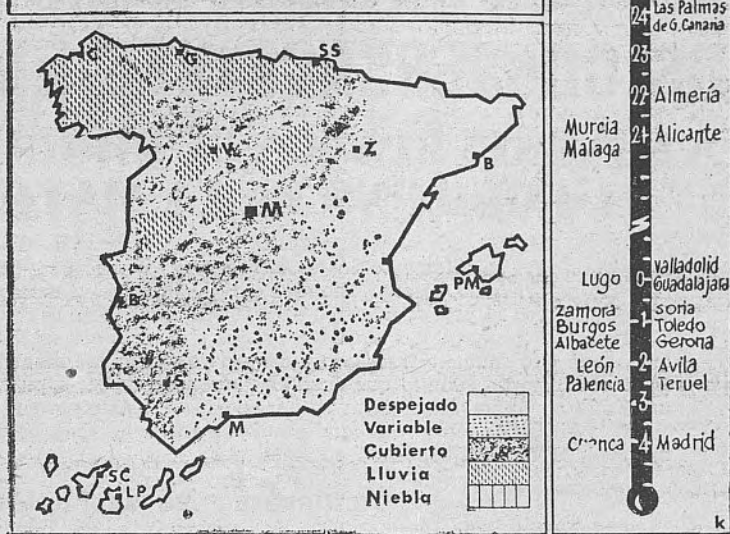 C
G
SS
V
Z
B
M
PM
B
S
M
SC
LP
Despejado
Variable
Cubierto
Lluvia
Niebla
24 Las Palmas
de G. Canaria
23
22 Almería
Murcia 21 Alicante
Malaga
Lugo 0 Valladolid
Guadalajara
Zamora Soria
Burgos -1 Toledo
Albacete Gerona
León -2 Avila
Palencia Teruel
-3
Cuenca -4 Madrid
k